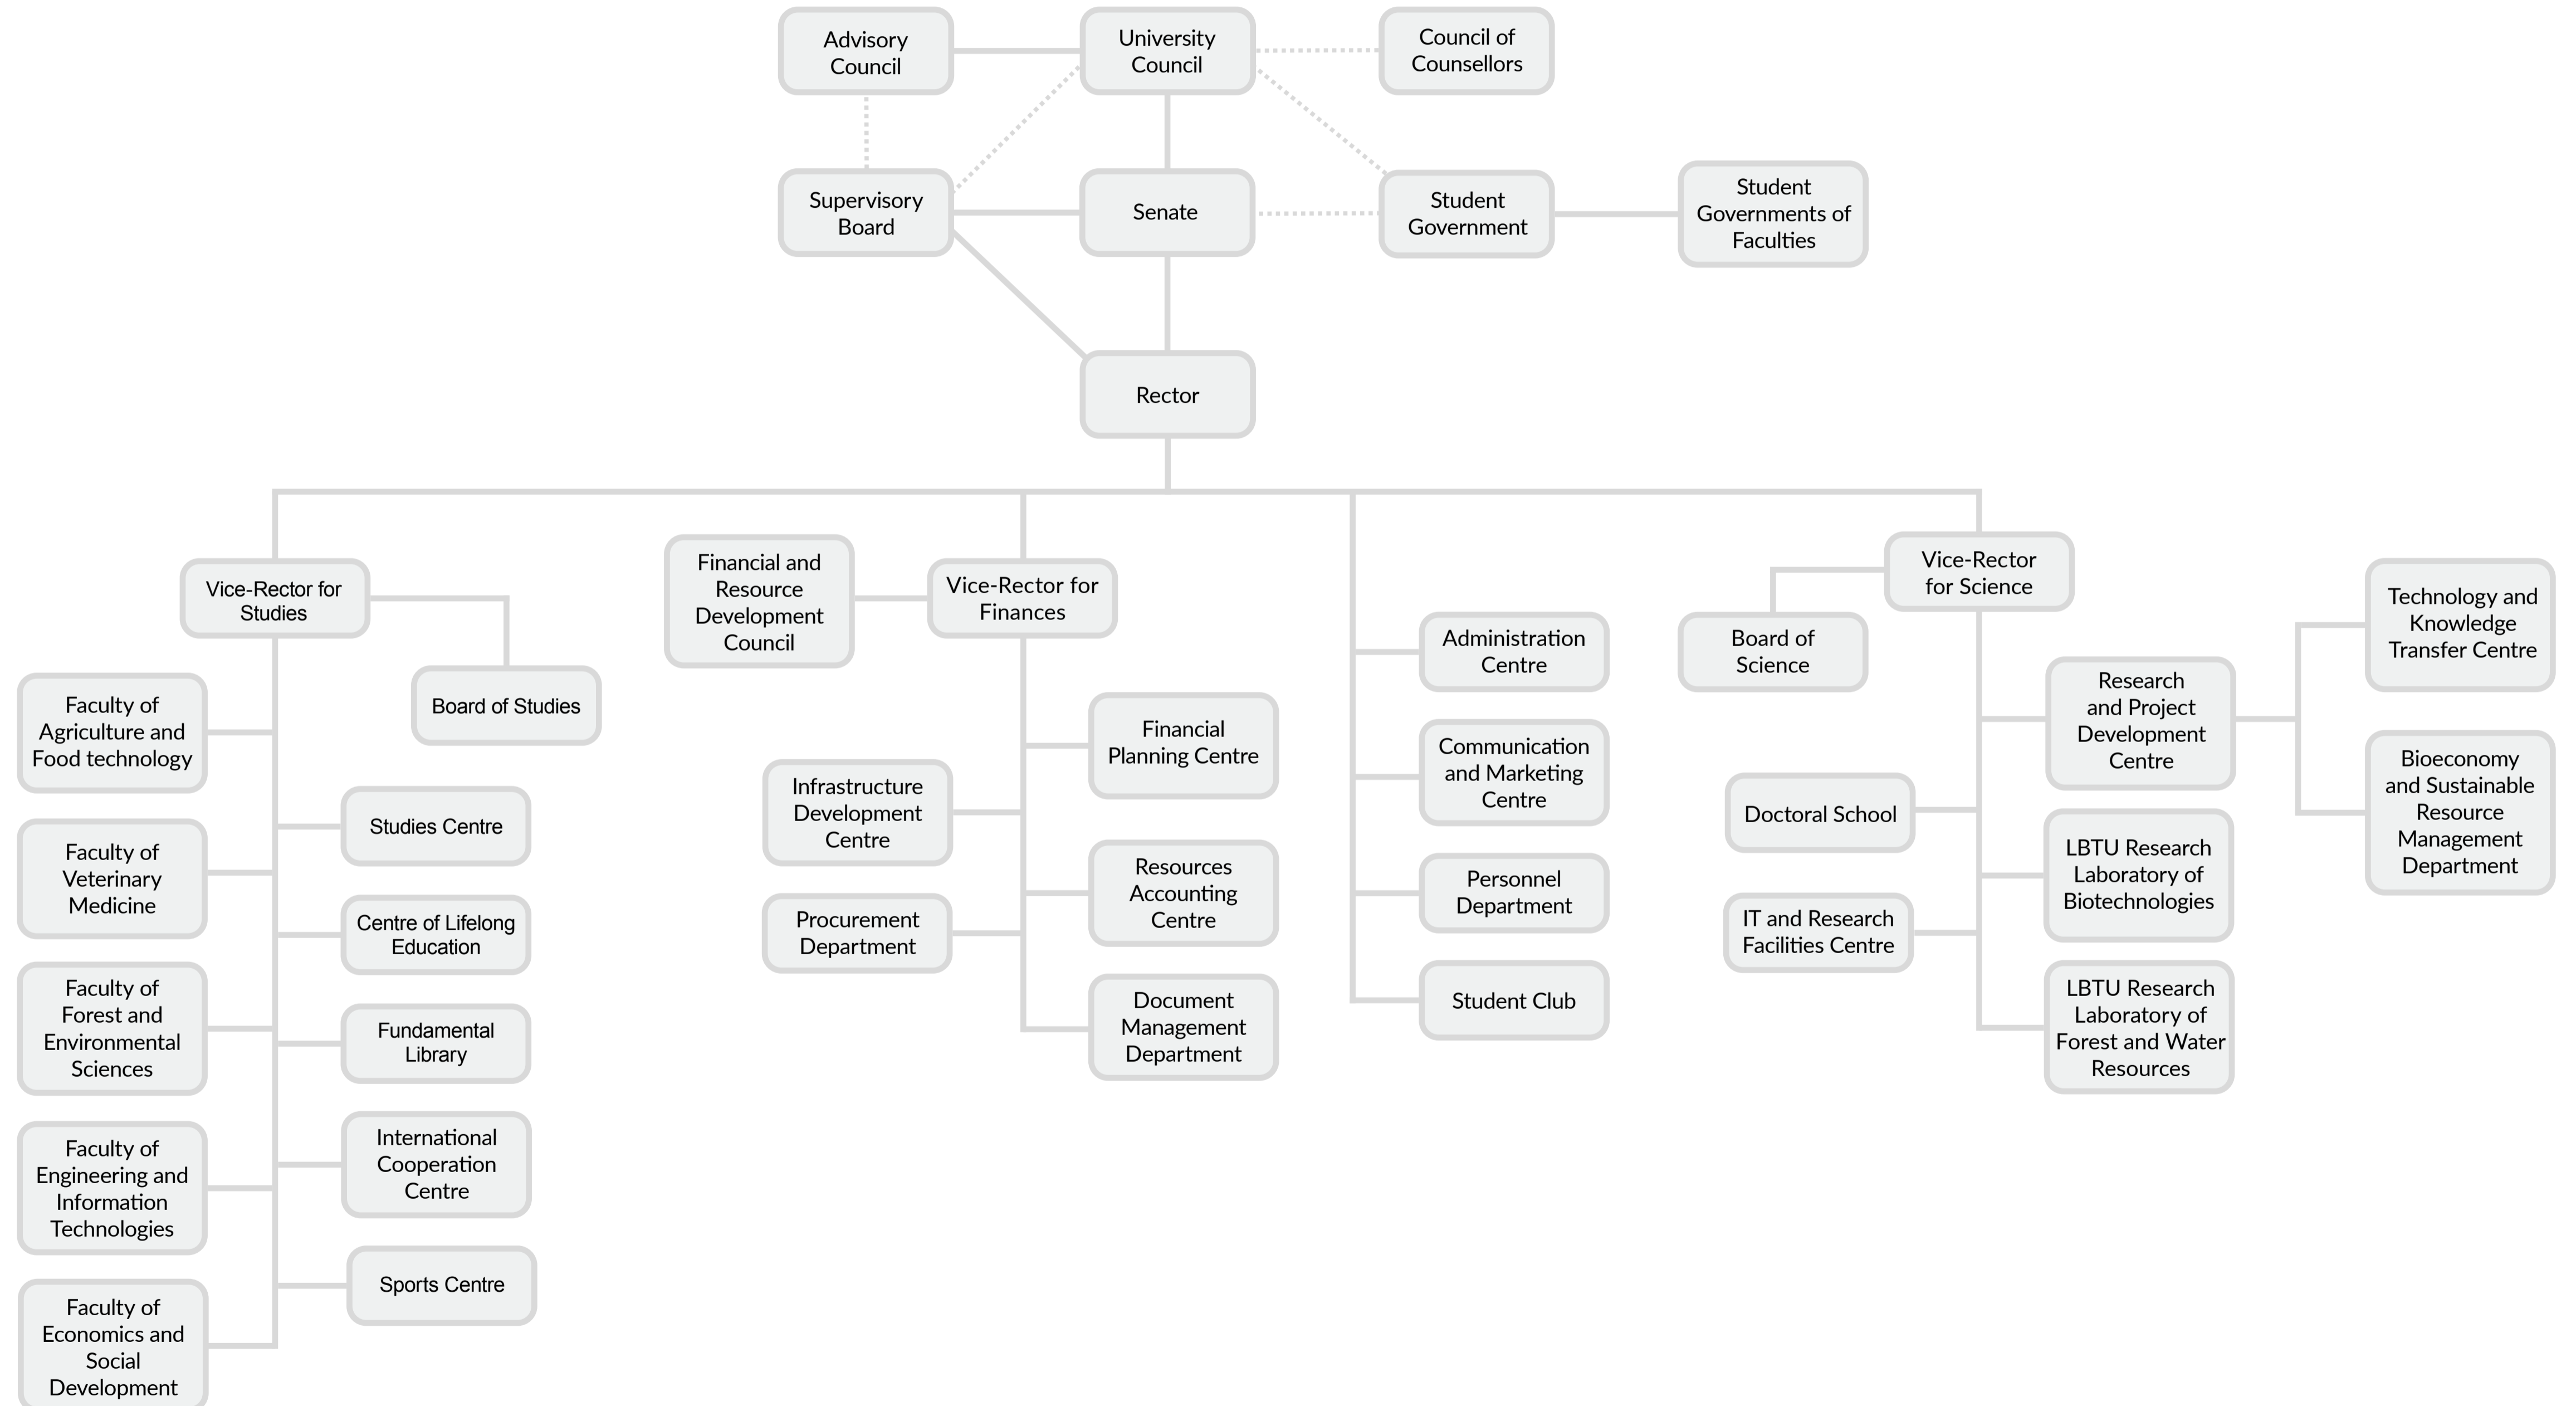 Advisory
Council
University
Council
Council of
Counsellors
Supervisory
Board
Senate
Student
Government
Student
Governments of
Faculties
Rector
Vice-Rector for
Studies
Board of Studies
Faculty of
Agriculture and
Food technology
Faculty of
Veterinary
Medicine
Faculty of
Forest and
Environmental
Sciences
Faculty of
Engineering and
Information
Technologies
Faculty of
Economics and
Social
Development
Studies Centre
Centre of Lifelong
Education
Fundamental
Library
International
Cooperation
Centre
Sports Centre
Financial and
Resource
Development
Council
Vice-Rector for
Finances
Infrastructure
Development
Centre
Procurement
Department
Financial
Planning Centre
Resources
Accounting
Centre
Document
Management
Department
Administration
Centre
Communication
and Marketing
Centre
Personnel
Department
Student Club
Vice-Rector
for Science
Board of
Science
Doctoral School
IT and Research
Facilities Centre
Research
and Project
Development
Centre
LBTU Research
Laboratory of
Biotechnologies
LBTU Research
Laboratory of
Forest and Water
Resources
Technology and
Knowledge
Transfer Centre
Bioeconomy
and Sustainable
Resource
Management
Department